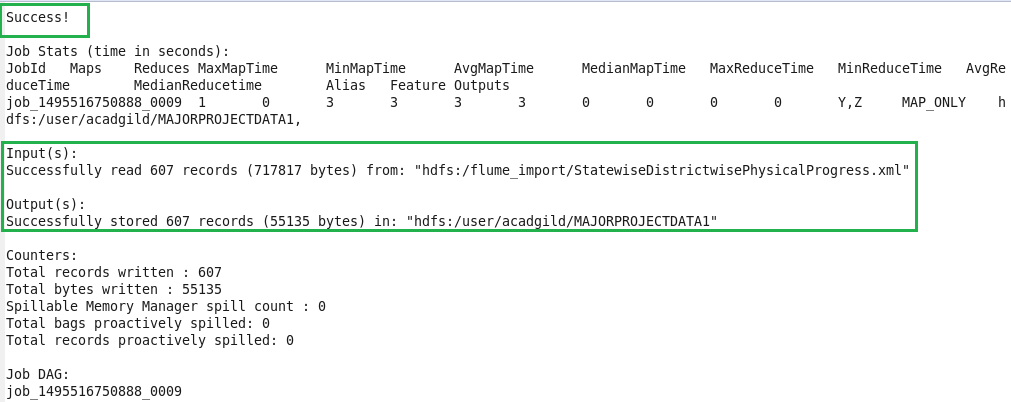 Success!
Job Stats (time in seconds):
JobId Maps Reduces MaxMapTime MinMapTime AvgMapTime MedianMapTime MaxReduceTime MinReduceTime AvgRe
duceTime MedianReducetime Alias Feature Outputs
job_1495516750888_0009 1 0 3 3 3 3 0 0 0 0 Y,Z MAP_ONLY h
dfs:/user/acadgild/MAJORPROJECTDATA1,
Input(s):
Successfully read 607 records (717817 bytes) from: "hdfs:/flume_import/StatewiseDistrictwisePhysicalProgress.xml"
Output(s):
Successfully stored 607 records (55135 bytes) in: "hdfs:/user/acadgild/MAJORPROJECTDATA1"
Counters:
Total records written : 607
Total bytes written : 55135
Spillable Memory Manager spill count : 0
Total bags proactively spilled: 0
Total records proactively spilled: 0
Job DAG:
job_1495516750888_0009